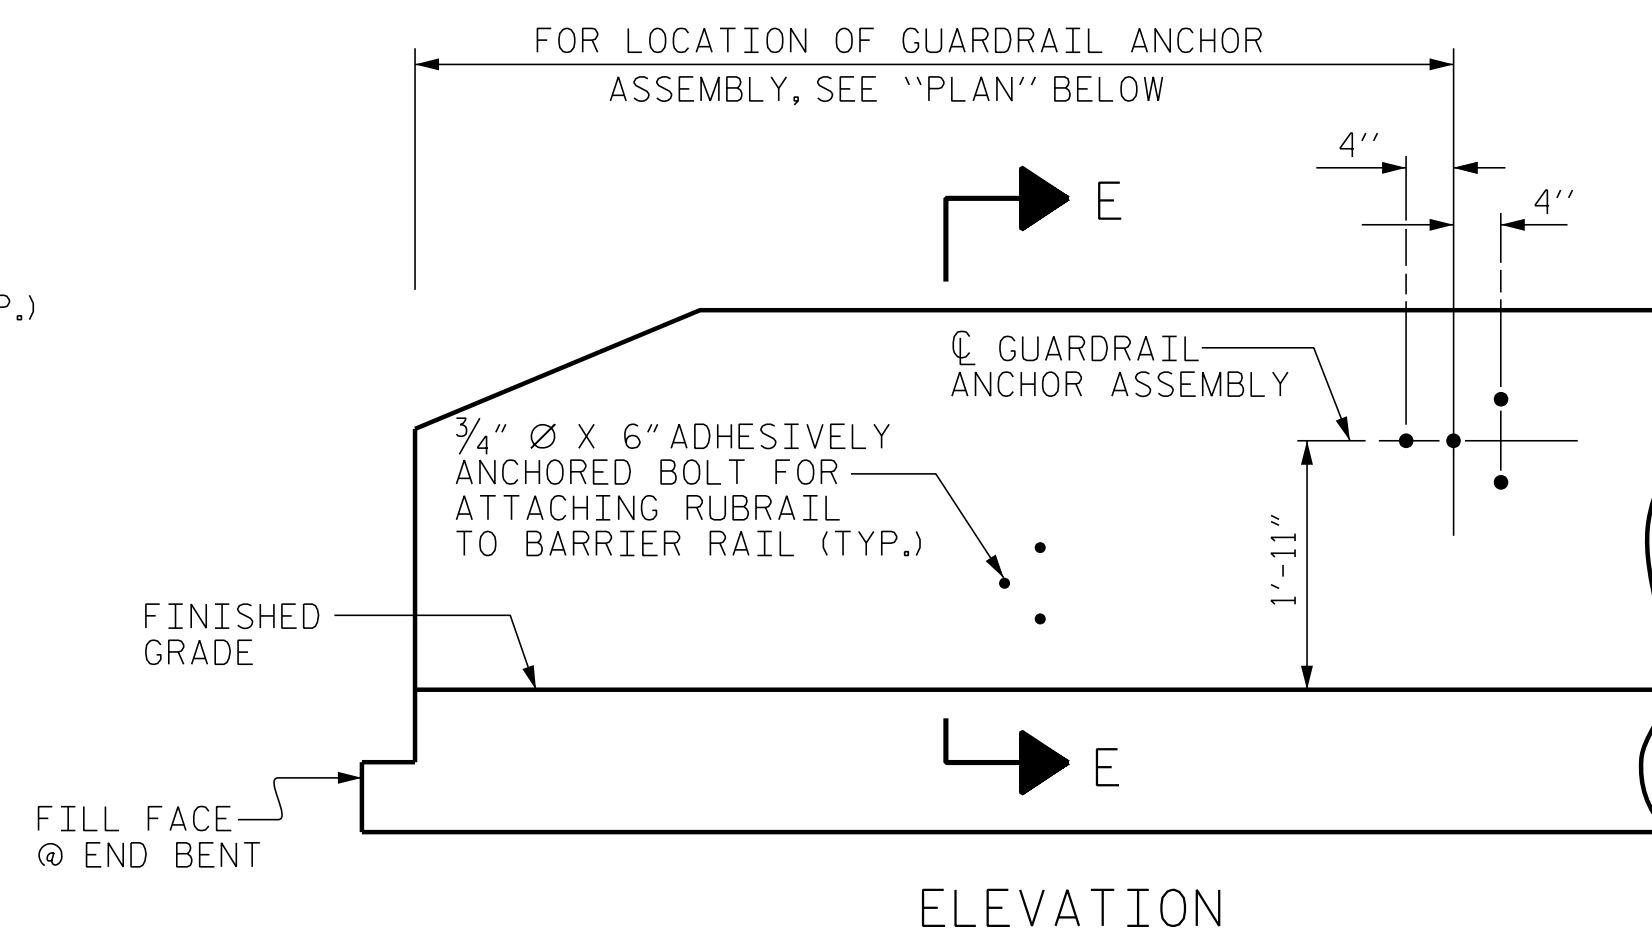 FOR LOCATION OF GUARDRAIL ANCHOR
ASSEMBLY, SEE ‶PLAN″ BELOW
4″
4″
E
P.)
℄ GUARDRAIL
ANCHOR ASSEMBLY
¾″ Ø X 6″ ADHESIVELY
ANCHORED BOLT FOR
ATTACHING RUBRAIL
TO BARRIER RAIL (TYP.)
1′-11″
FINISHED
GRADE
E
FILL FACE
@ END BENT
ELEVATION